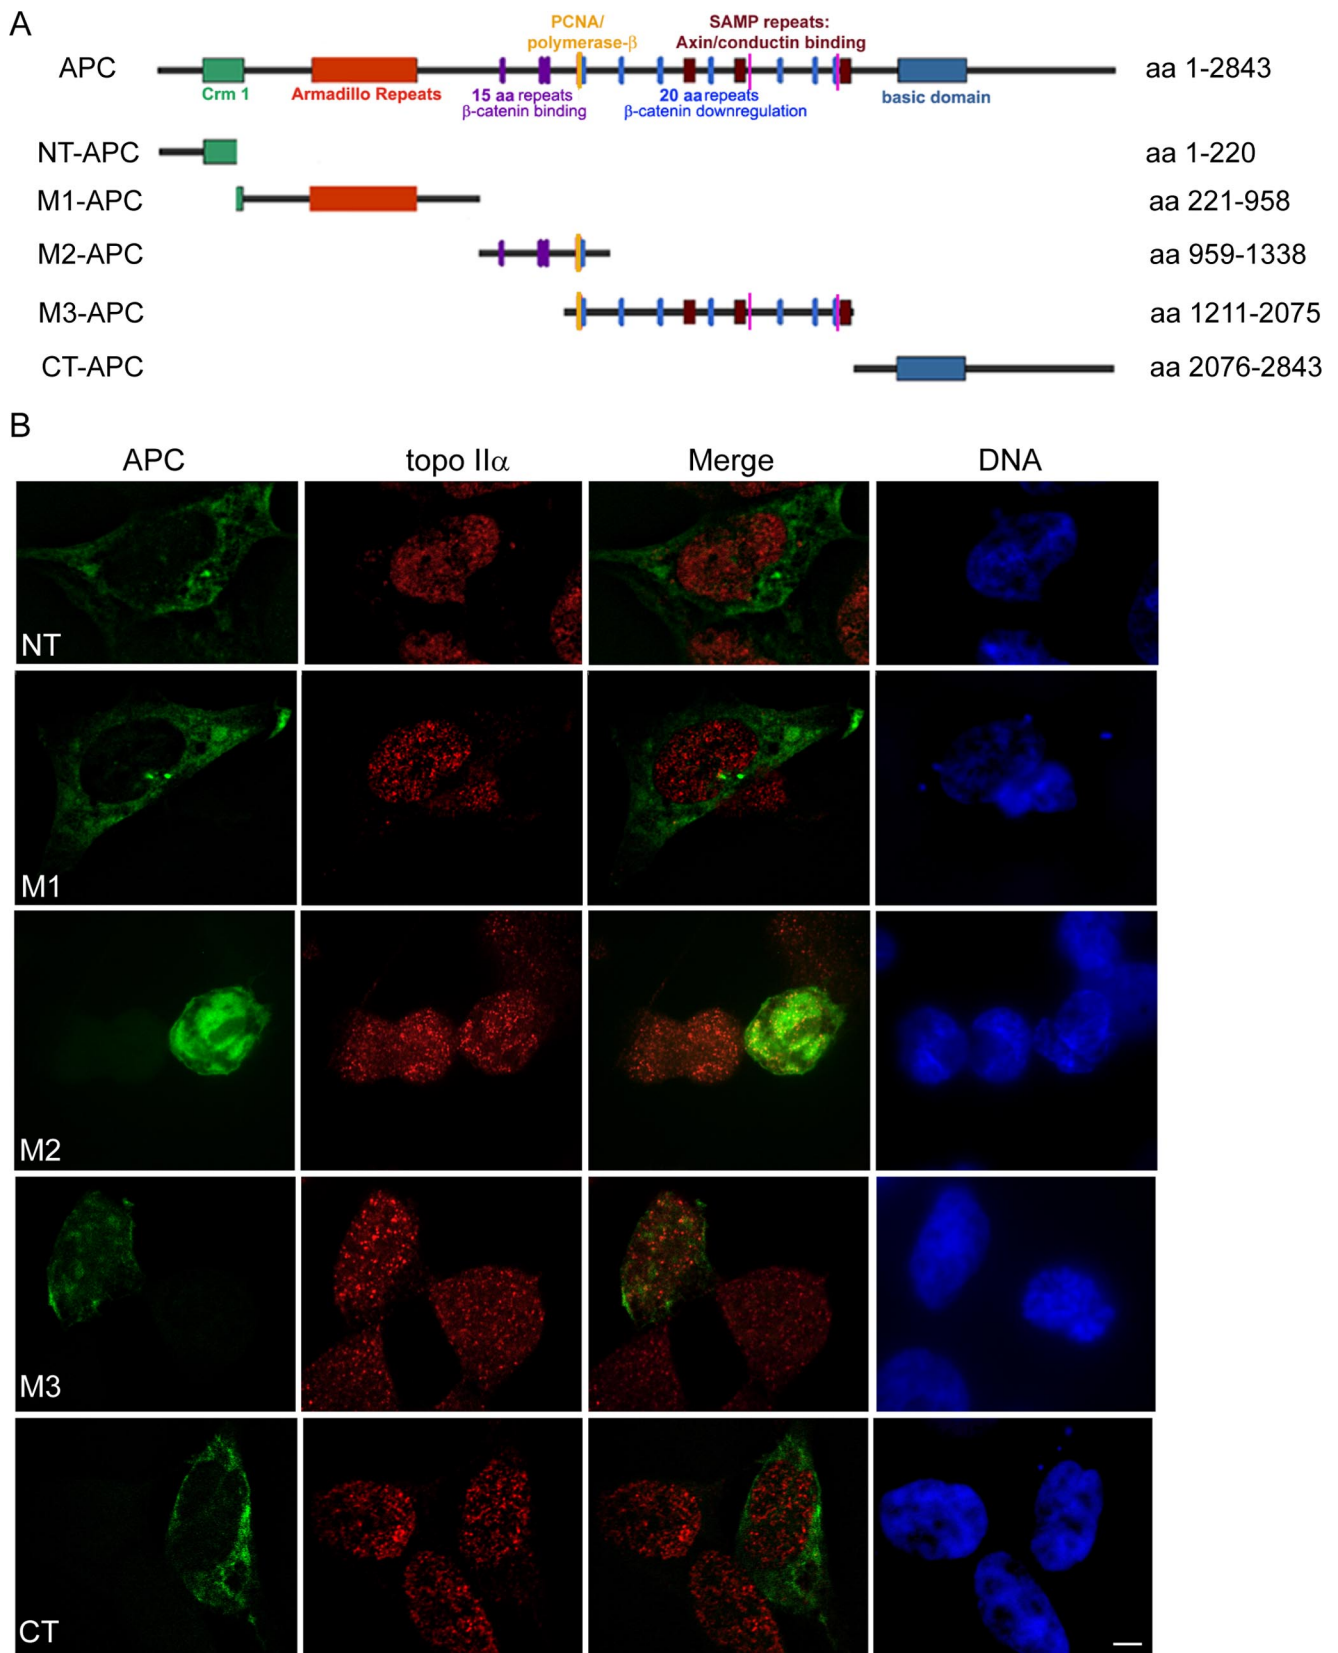 A
PCNA/
polymerase-β
SAMP repeats:
Axin/conductin binding
APC
aa 1-2843
Crm 1
Armadillo Repeats
15 aa repeats
β-catenin binding
20 aa repeats
β-catenin downregulation
basic domain
NT-APC
aa 1-220
M1-APC
aa 221-958
M2-APC
aa 959-1338
M3-APC
aa 1211-2075
CT-APC
aa 2076-2843
B
APC
topo IIα
Merge
DNA
NT
M1
M2
M3
CT